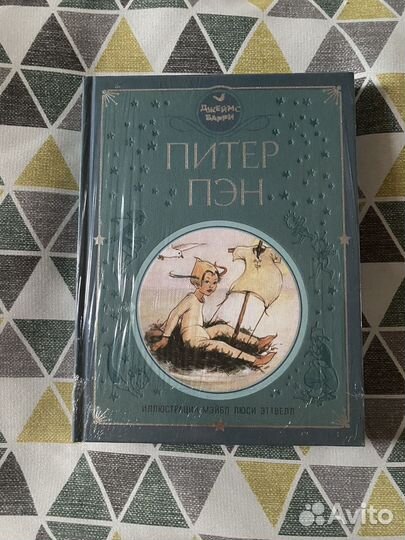 ДЖЕЙМС
БАРРИ
ПИТЕР
ПЭН
ИЛЛЮСТРАЦИИ МЭЙБЛ ЛЮСИ ЭТТВЕЛЛ
Avito